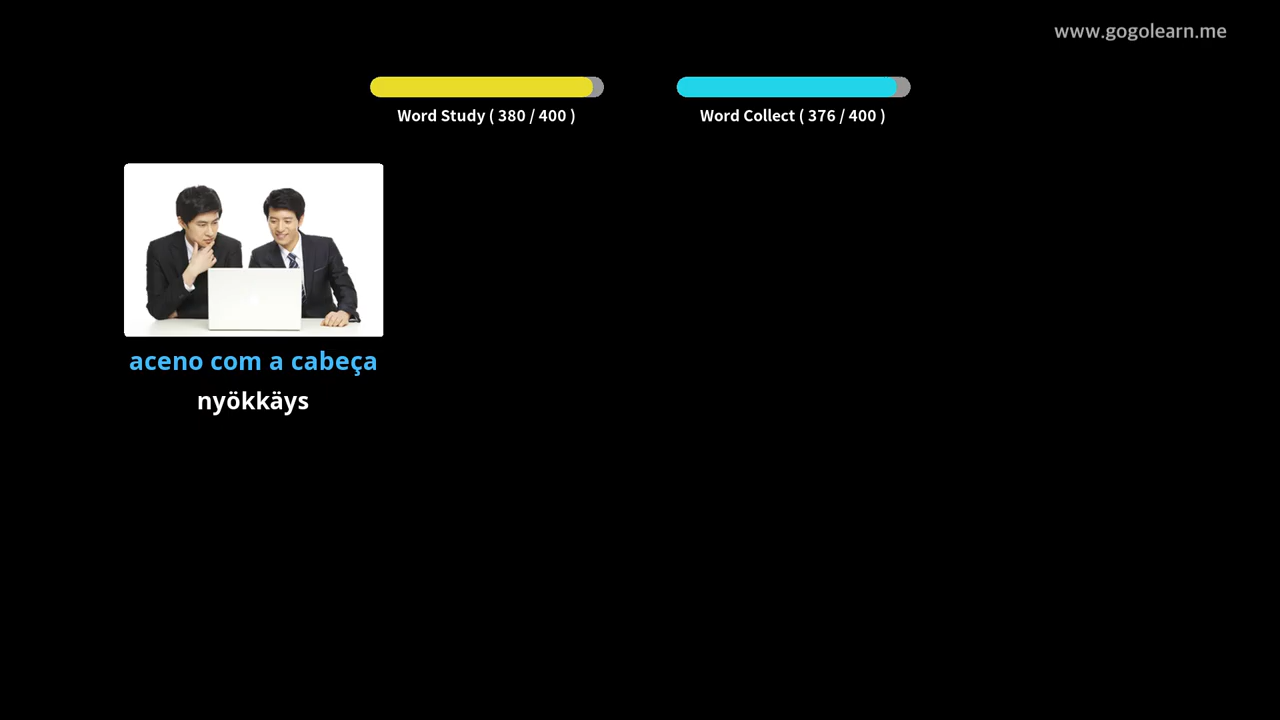 www.gogolearn.me
Word Study ( 380 / 400 )
Word Collect ( 376 / 400 )
aceno com a cabeça
nyökkäys